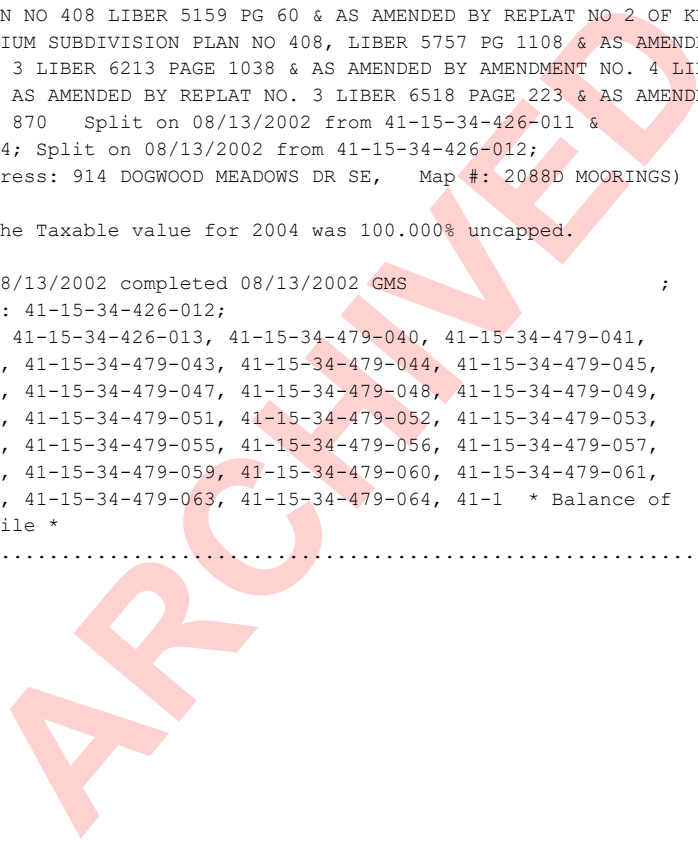 N NO 408 LIBER 5159 PG 60 & AS AMENDED BY REPLAT NO 2 OF
IUM SUBDIVISION PLAN NO 408, LIBER 5757 PG 1108 & AS AMEND
3 LIBER 6213 PAGE 1038 & AS AMENDED BY AMENDMENT NO. 4
AS AMENDED BY REPLAT NO. 3 LIBER 6518 PAGE 223 & AS AMEND
870 Split on 08/13/2002 from 41-15-34-426-011 &
4; Split on 08/13/2002 from 41-15-34-426-012;
ress: 914 DOGWOOD MEADOWS DR SE, Map #: 2088D MOORINGS)
he Taxable value for 2004 was 100.000% uncapped.
8/13/2002 completed 08/13/2002 GMS ;
: 41-15-34-426-012;
41-15-34-426-013, 41-15-34-479-040, 41-15-34-479-041,
, 41-15-34-479-043, 41-15-34-479-044, 41-15-34-479-045,
, 41-15-34-479-047, 41-15-34-479-048, 41-15-34-479-049,
, 41-15-34-479-051, 41-15-34-479-052, 41-15-34-479-053,
, 41-15-34-479-055, 41-15-34-479-056, 41-15-34-479-057,
, 41-15-34-479-059, 41-15-34-479-060, 41-15-34-479-061,
, 41-15-34-479-063, 41-15-34-479-064, 41-1 * Balance of
ile *
.........................................................
ARCHIVED